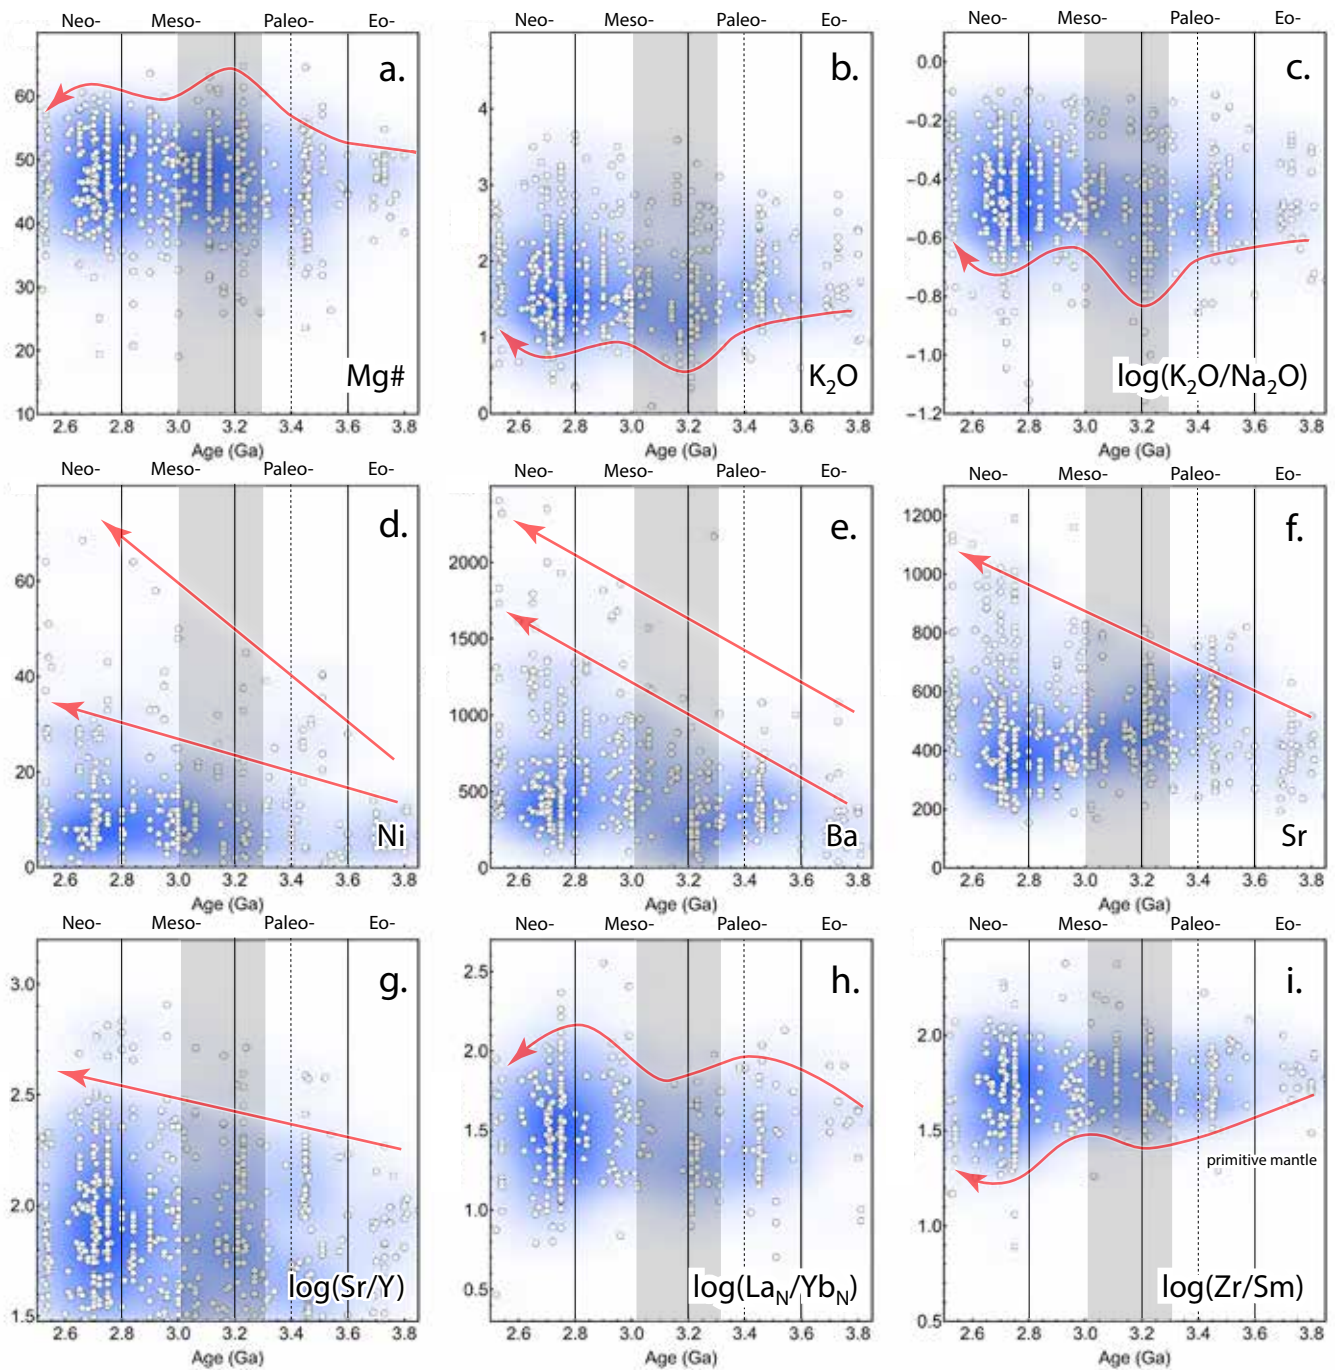 Neo- Meso- Paleo- Eo- Neo- Meso- Paleo- Eo- Neo- Meso- Paleo- Eo-
a.
60
50
40
30
20
10
Mg#
2.6 2.8 3.0 3.2 3.4 3.6 3.8
Age (Ga)
b.
4
3
2
1
0
K₂O
2.6 2.8 3.0 3.2 3.4 3.6 3.8
Age (Ga)
c.
0.0
−0.2
−0.4
−0.6
−0.8
−1.0
−1.2
log(K₂O/Na₂O)
2.6 2.8 3.0 3.2 3.4 3.6 3.8
Age (Ga)
Neo- Meso- Paleo- Eo- Neo- Meso- Paleo- Eo- Neo- Meso- Paleo- Eo-
d.
60
40
20
0
Ni
2.6 2.8 3.0 3.2 3.4 3.6 3.8
Age (Ga)
e.
2000
1500
1000
500
0
Ba
2.6 2.8 3.0 3.2 3.4 3.6 3.8
Age (Ga)
f.
1200
1000
800
600
400
200
0
Sr
2.6 2.8 3.0 3.2 3.4 3.6 3.8
Age (Ga)
Neo- Meso- Paleo- Eo- Neo- Meso- Paleo- Eo- Neo- Meso- Paleo- Eo-
g.
3.0
2.5
2.0
1.5
log(Sr/Y)
2.6 2.8 3.0 3.2 3.4 3.6 3.8
Age (Ga)
h.
2.5
2.0
1.5
1.0
0.5
log(La_N/Yb_N)
2.6 2.8 3.0 3.2 3.4 3.6 3.8
Age (Ga)
i.
2.5
2.0
1.5
1.0
0.5
primitive mantle
log(Zr/Sm)
2.6 2.8 3.0 3.2 3.4 3.6 3.8
Age (Ga)